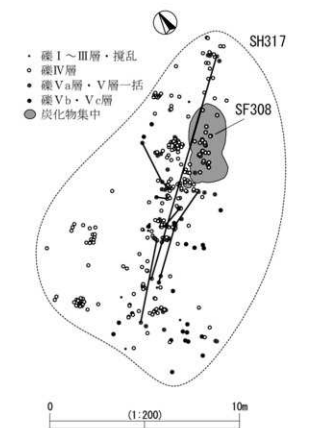 SH317
・ 礫Ⅰ～Ⅲ層・撹乱
○ 礫Ⅳ層
● 礫Ⅴa層・Ⅴ層一括
● 礫Ⅴb・Ⅴc層
炭化物集中
SF308
0 (1:200) 10m